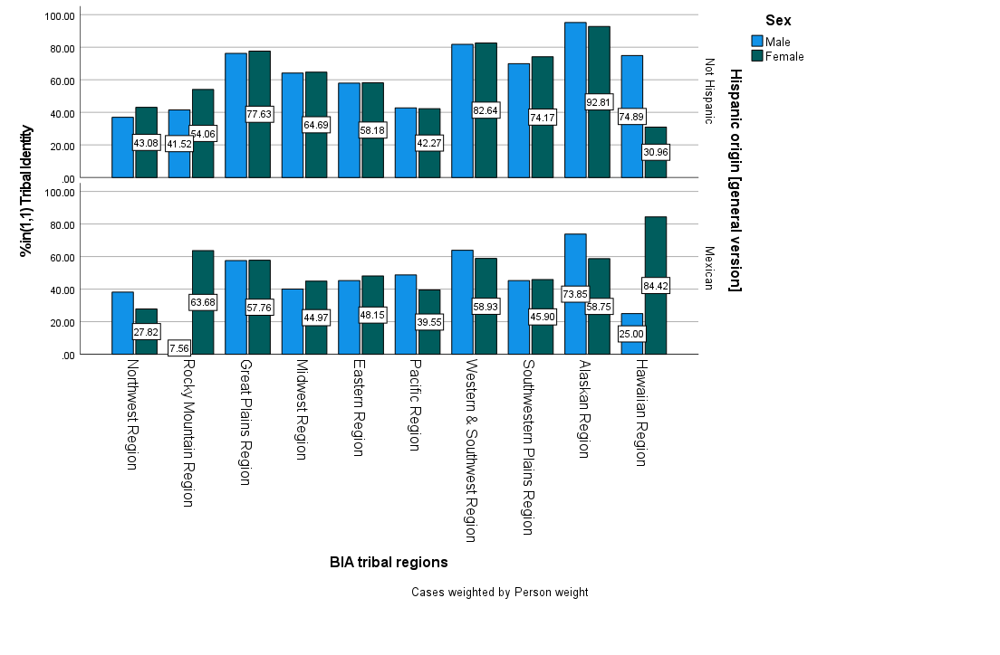 Sex
Male
Female
%in(1,1) Tribal Identity
100.00
80.00
60.00
40.00
20.00
.00
43.08
41.52
54.06
77.63
64.69
58.18
42.27
82.64
74.17
92.81
74.89
30.96
Not Hispanic
Hispanic origin [general version]
100.00
80.00
60.00
40.00
20.00
.00
27.82
7.56
63.68
57.76
44.97
48.15
39.55
58.93
45.90
73.85
58.75
25.00
84.42
Mexican
Northwest Region
Rocky Mountain Region
Great Plains Region
Midwest Region
Eastern Region
Pacific Region
Western & Southwest Region
Southwestern Plains Region
Alaskan Region
Hawaiian Region
BIA tribal regions
Cases weighted by Person weight